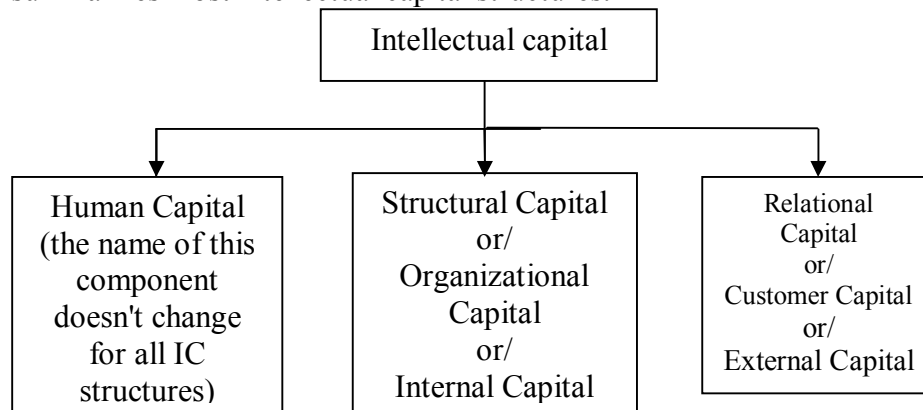 Intellectual capital
Human Capital
(the name of this
component
doesn't change
for all IC
structures)
Structural Capital
or/
Organizational
Capital
or/
Internal Capital
Relational
Capital
or/
Customer Capital
or/
External Capital